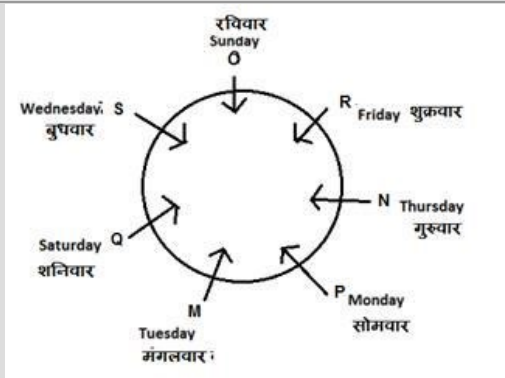 रविवार
Sunday
O
R Friday शुक्रवार
Wednesday: S
बुधवार
N Thursday
गुरुवार
Saturday Q
शनिवार
P Monday
सोमवार
M
Tuesday
मंगलवार